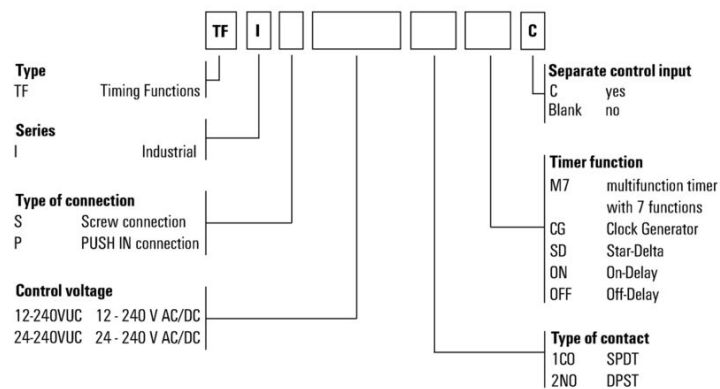 TF I C
Type
TF Timing Functions
Series
I Industrial
Type of connection
S Screw connection
P PUSH IN connection
Control voltage
12-240VUC 12 - 240 V AC/DC
24-240VUC 24 - 240 V AC/DC
Separate control input
C yes
Blank no
Timer function
M7 multifunction timer
with 7 functions
CG Clock Generator
SD Star-Delta
ON On-Delay
OFF Off-Delay
Type of contact
1CO SPDT
2NO DPST